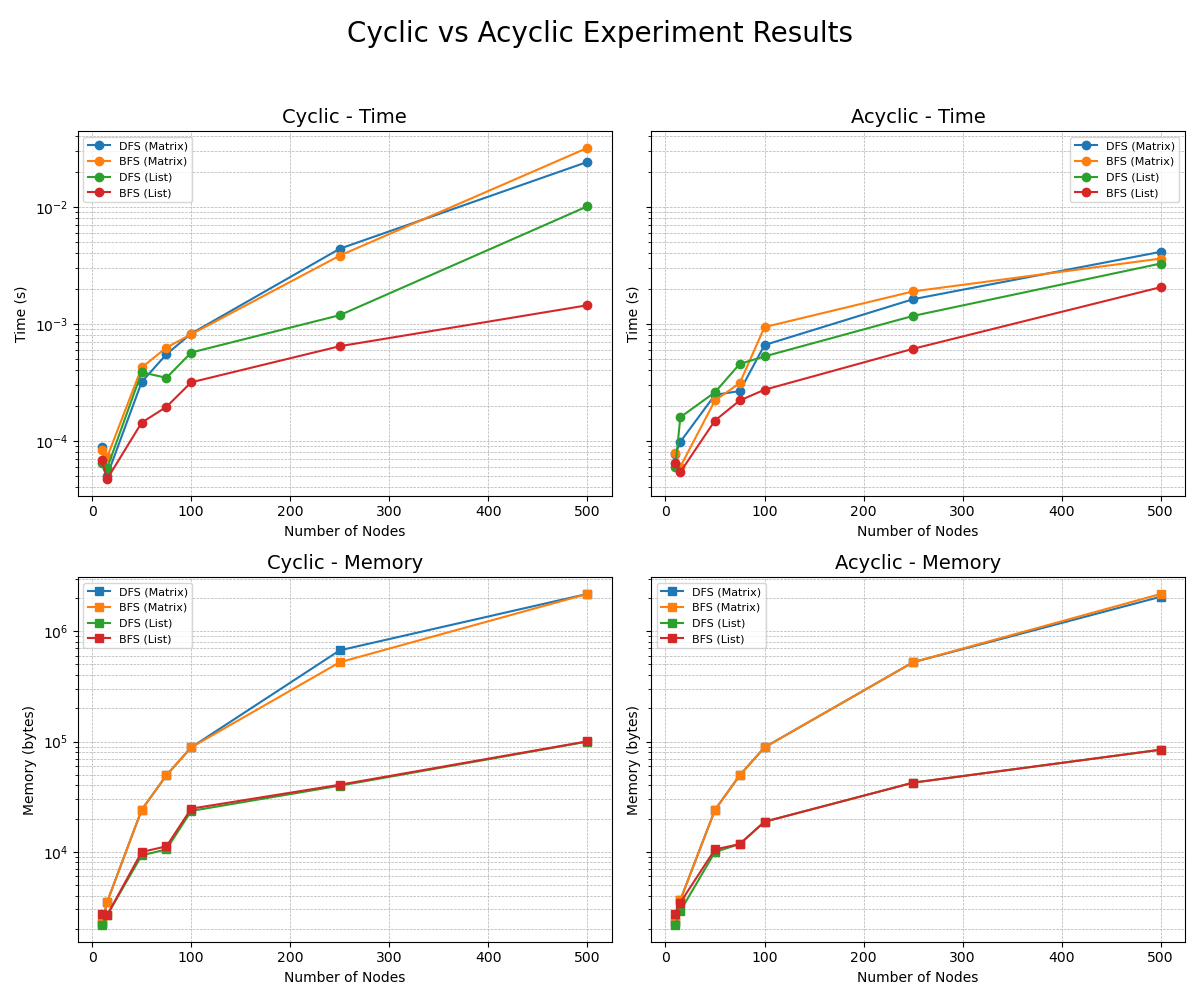 Cyclic vs Acyclic Experiment Results
Cyclic - Time
DFS (Matrix)
BFS (Matrix)
DFS (List)
BFS (List)
Time (s)
10⁻²
10⁻³
10⁻⁴
0 100 200 300 400 500
Number of Nodes
Acyclic - Time
DFS (Matrix)
BFS (Matrix)
DFS (List)
BFS (List)
Time (s)
0 100 200 300 400 500
Number of Nodes
Cyclic - Memory
DFS (Matrix)
BFS (Matrix)
DFS (List)
BFS (List)
Memory (bytes)
10⁶
10⁵
10⁴
0 100 200 300 400 500
Number of Nodes
Acyclic - Memory
DFS (Matrix)
BFS (Matrix)
DFS (List)
BFS (List)
Memory (bytes)
0 100 200 300 400 500
Number of Nodes